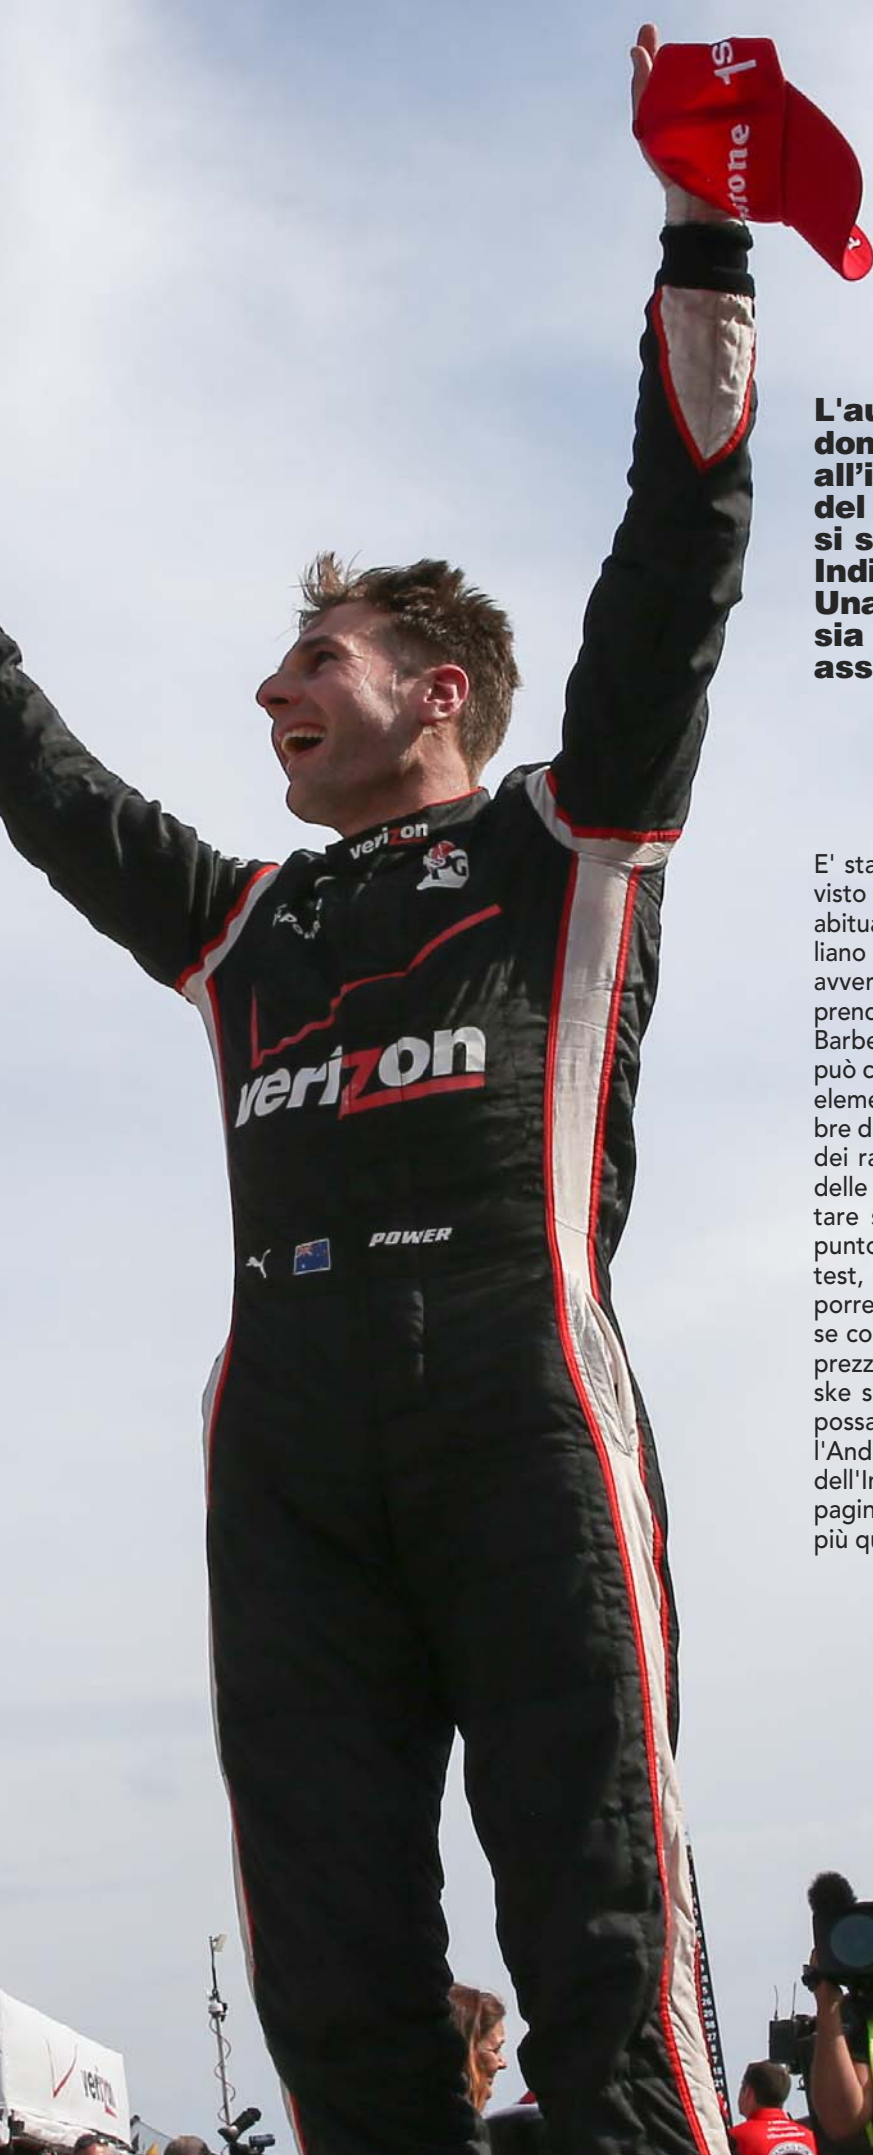 1s
verizon
PG
verizon
POWER
L'au
don
all'i
del
si s
Indi
Una
sia
ass
E' sta
visto
abitua
liano
avver
prend
Barbe
può c
eleme
bre d
dei ra
delle
tare s
punto
test,
porre
se co
prezz
ske s
possa
l'And
dell'In
pagin
più qu
verizon